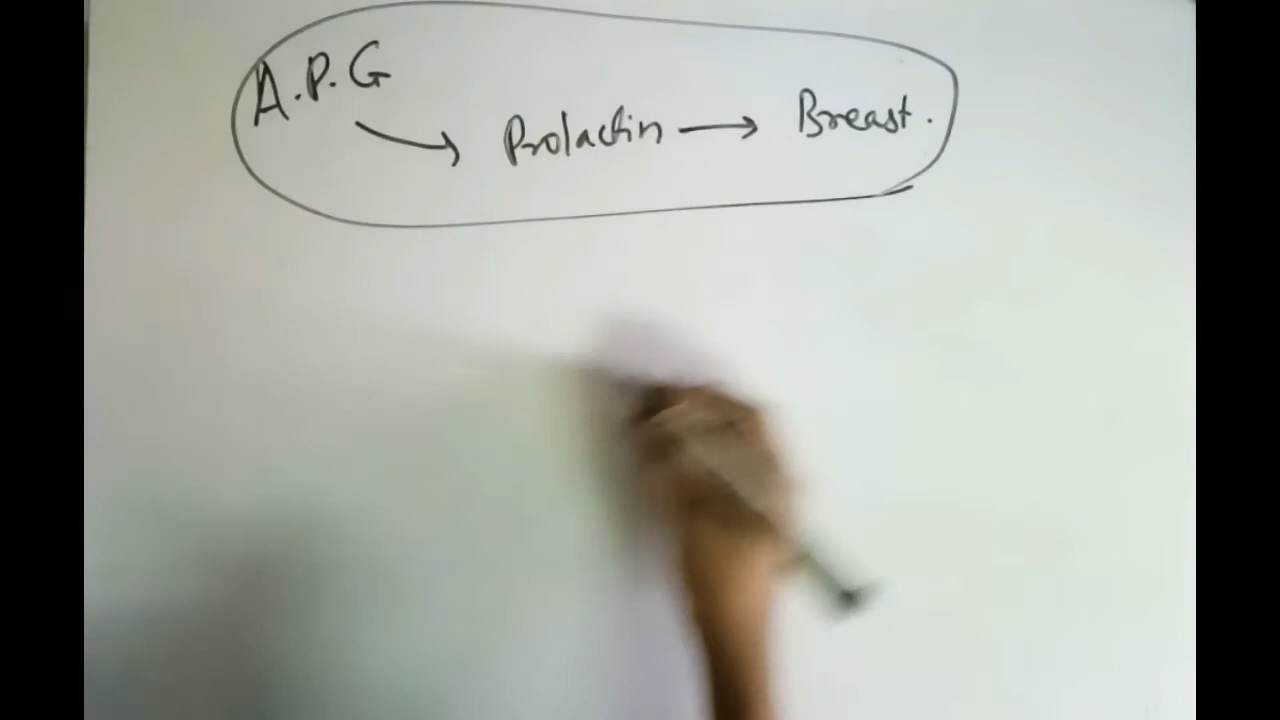 A.P.G
→ Prolactin → Breast.